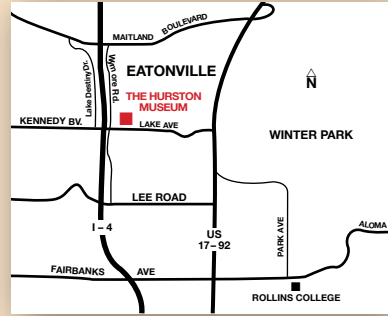 BOULEVARD
MAITLAND
Lake Destiny Dr.
Wymore Rd.
EATONVILLE
N
THE HURSTON
MUSEUM
KENNEDY BV.
LAKE AVE
WINTER PARK
LEE ROAD
I – 4
US
17– 92
PARK AVE
ALOMA
FAIRBANKS AVE
ROLLINS COLLEGE